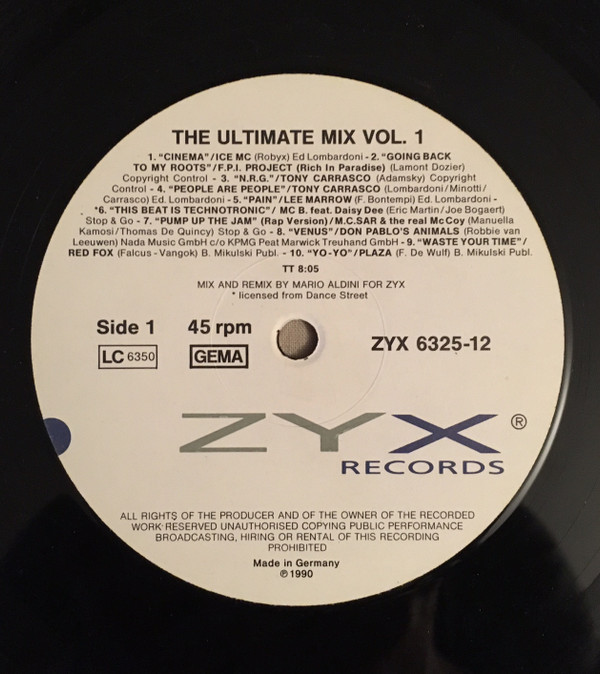 THE ULTIMATE MIX VOL. 1
1. "CINEMA"/ICE MC (Robyx) Ed Lombardoni - 2. "GOING BACK
TO MY ROOTS"/F.P.I. PROJECT (Rich In Paradise) (Lamont Dozier)
Copyright Control - 3. "N.R.G."/TONY CARRASCO (Adamsky) Copyright
Control - 4. "PEOPLE ARE PEOPLE"/TONY CARRASCO (Lombardoni/Minotti/
Carrasco) Ed. Lombardoni - 5. "PAIN"/LEE MARROW (F. Bontempi) Ed. Lombardoni -
*6. "THIS BEAT IS TECHNOTRONIC"/ MC B. feat. Daisy Dee (Eric Martin/Joe Bogaert)
Stop & Go - 7. "PUMP UP THE JAM" (Rap Version)/M.C.SAR & the real McCoy (Manuella
Kamosi/Thomas De Quincy) Stop & Go - 8. "VENUS"/DON PABLO'S ANIMALS (Robbie van
Leeuwen) Nada Music GmbH c/o KPMG Peat Marwick Treuhand GmbH - 9. "WASTE YOUR TIME"/
RED FOX (Falcus-Vangok) B. Mikulski Publ. - 10. "YO-YO"/PLAZA (F. De Wulf) B. Mikulski Publ.
TT 8:05
MIX AND REMIX BY MARIO ALDINI FOR ZYX
* licensed from Dance Street
Side 1 45 rpm
LC 6350 GEMA ZYX 6325-12
ZYX ®
RECORDS
ALL RIGHTS OF THE PRODUCER AND OF THE OWNER OF THE RECORDED
WORK RESERVED UNAUTHORISED COPYING PUBLIC PERFORMANCE
BROADCASTING, HIRING OR RENTAL OF THIS RECORDING
PROHIBITED
Made in Germany
℗ 1990